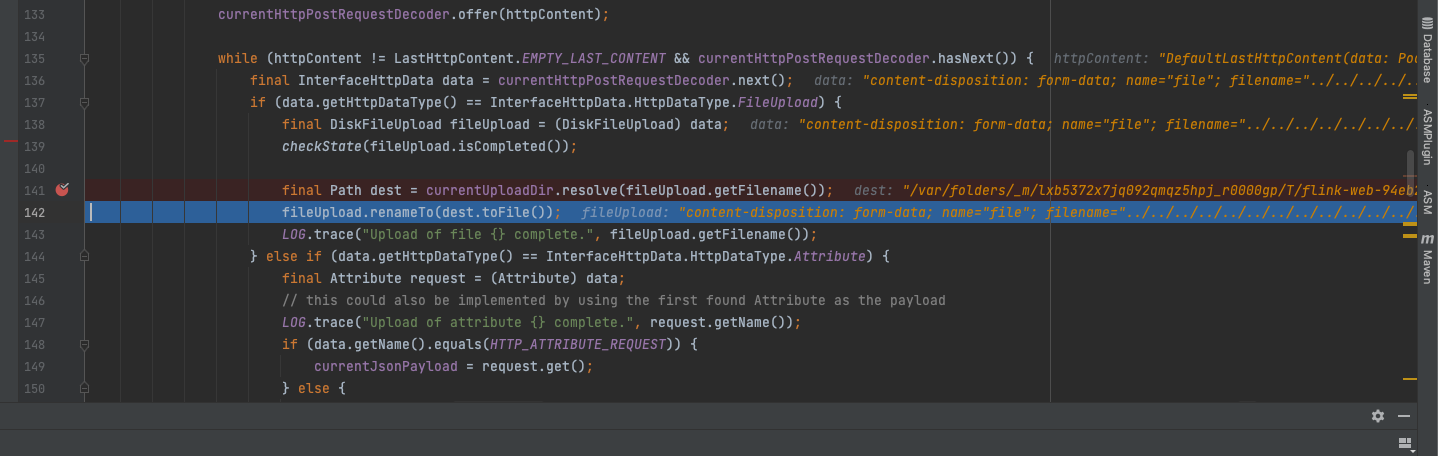 133 currentHttpPostRequestDecoder.offer(httpContent);
134
135 while (httpContent != LastHttpContent.EMPTY_LAST_CONTENT && currentHttpPostRequestDecoder.hasNext()) { httpContent: "DefaultLastHttpContent(data: Poo
136 final InterfaceHttpData data = currentHttpPostRequestDecoder.next(); data: "content-disposition: form-data; name="file"; filename="../../../../../
137 if (data.getHttpDataType() == InterfaceHttpData.HttpDataType.FileUpload) {
138 final DiskFileUpload fileUpload = (DiskFileUpload) data; data: "content-disposition: form-data; name="file"; filename="../../../../../../../
139 checkState(fileUpload.isCompleted());
140
141 final Path dest = currentUploadDir.resolve(fileUpload.getFilename()); dest: "/var/folders/_m/lxb5372x7jq092qmqz5hpj_r0000gp/T/flink-web-94eb
142 fileUpload.renameTo(dest.toFile()); fileUpload: "content-disposition: form-data; name="file"; filename="../../../../../../../../../../../../
143 LOG.trace("Upload of file {} complete.", fileUpload.getFilename());
144 } else if (data.getHttpDataType() == InterfaceHttpData.HttpDataType.Attribute) {
145 final Attribute request = (Attribute) data;
146 // this could also be implemented by using the first found Attribute as the payload
147 LOG.trace("Upload of attribute {} complete.", request.getName());
148 if (data.getName().equals(HTTP_ATTRIBUTE_REQUEST)) {
149 currentJsonPayload = request.get();
150 } else {
Database
ASMPlugin
ASM
m Maven